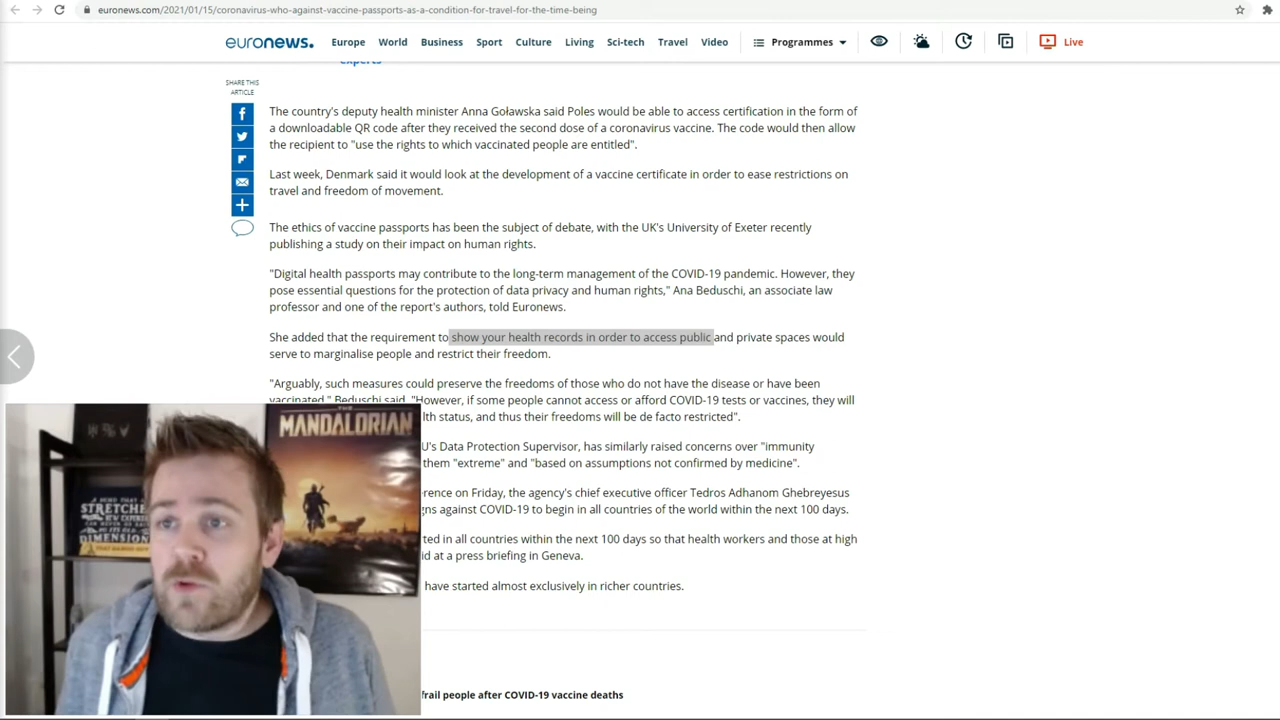 euronews.com/2021/01/15/coronavirus-who-against-vaccine-passports-as-a-condition-for-travel-for-the-time-being
euronews.
Europe World Business Sport Culture Living Sci-tech Travel Video Programmes Live
experts
SHARE THIS
ARTICLE
The country's deputy health minister Anna Goławska said Poles would be able to access certification in the form of
a downloadable QR code after they received the second dose of a coronavirus vaccine. The code would then allow
the recipient to "use the rights to which vaccinated people are entitled".
Last week, Denmark said it would look at the development of a vaccine certificate in order to ease restrictions on
travel and freedom of movement.
The ethics of vaccine passports has been the subject of debate, with the UK's University of Exeter recently
publishing a study on their impact on human rights.
"Digital health passports may contribute to the long-term management of the COVID-19 pandemic. However, they
pose essential questions for the protection of data privacy and human rights," Ana Beduschi, an associate law
professor and one of the report's authors, told Euronews.
She added that the requirement to show your health records in order to access public and private spaces would
serve to marginalise people and restrict their freedom.
"Arguably, such measures could preserve the freedoms of those who do not have the disease or have been
vaccinated," Beduschi said. "However, if some people cannot access or afford COVID-19 tests or vaccines, they will
lth status, and thus their freedoms will be de facto restricted".
U's Data Protection Supervisor, has similarly raised concerns over "immunity
them "extreme" and "based on assumptions not confirmed by medicine".
rence on Friday, the agency's chief executive officer Tedros Adhanom Ghebreyesus
gns against COVID-19 to begin in all countries of the world within the next 100 days.
ted in all countries within the next 100 days so that health workers and those at high
id at a press briefing in Geneva.
have started almost exclusively in richer countries.
frail people after COVID-19 vaccine deaths
THE
MANDALORIAN
A MIND THAT IS
STRETCHED
DIMENSION